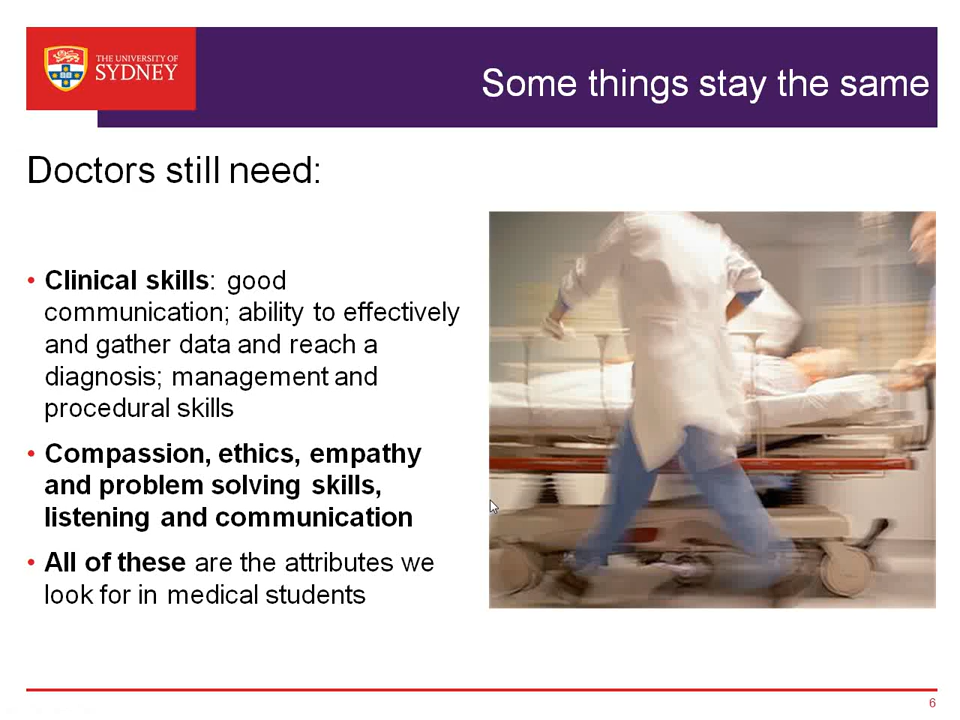 THE UNIVERSITY OF
SYDNEY
Some things stay the same
Doctors still need:
• Clinical skills: good
communication; ability to effectively
and gather data and reach a
diagnosis; management and
procedural skills
• Compassion, ethics, empathy
and problem solving skills,
listening and communication
• All of these are the attributes we
look for in medical students
6